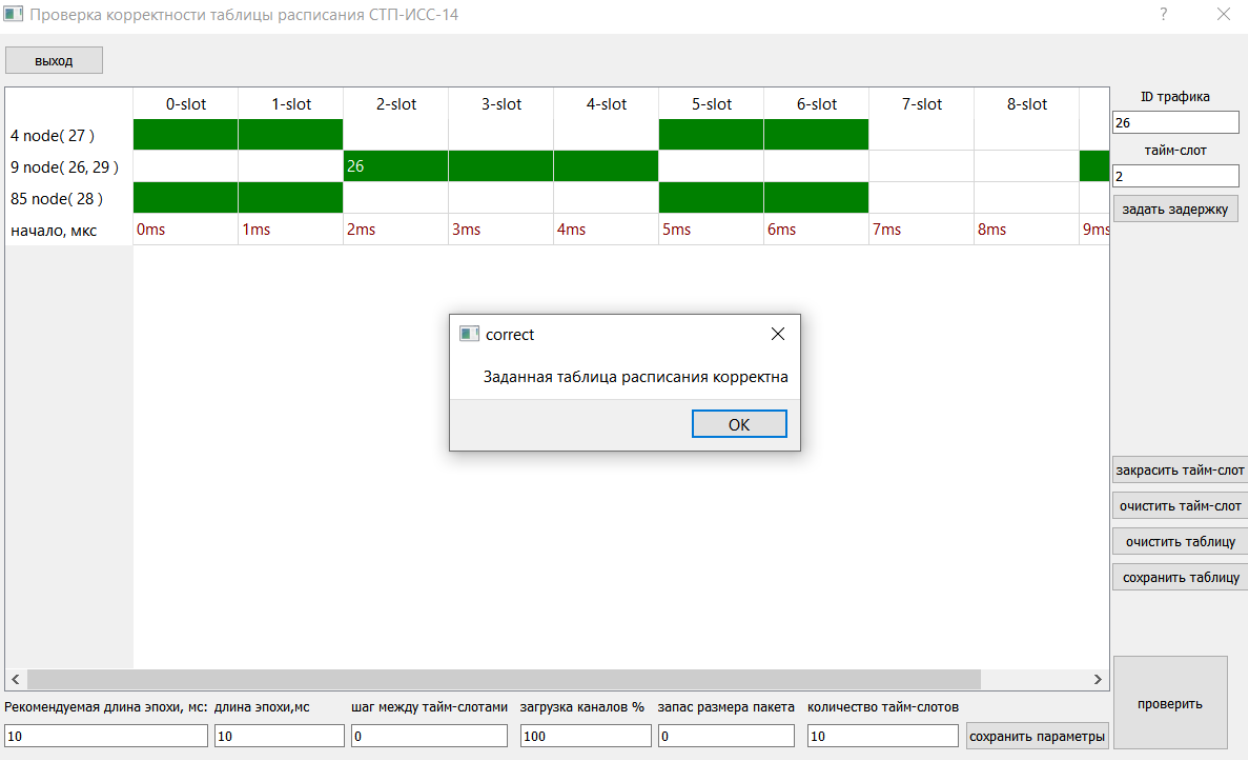 Проверка корректности таблицы расписания СТП-ИСС-14
?
выход
0-slot 1-slot 2-slot 3-slot 4-slot 5-slot 6-slot 7-slot 8-slot
4 node( 27 )
9 node( 26, 29 ) 26
85 node( 28 )
начало, мкс 0ms 1ms 2ms 3ms 4ms 5ms 6ms 7ms 8ms 9ms
ID трафика
26
тайм-слот
2
задать задержку
correct
Заданная таблица расписания корректна
OK
закрасить тайм-слот
очистить тайм-слот
очистить таблицу
сохранить таблицу
проверить
Рекомендуемая длина эпохи, мс: длина эпохи,мс шаг между тайм-слотами загрузка каналов % запас размера пакета количество тайм-слотов
10 10 0 100 0 10 сохранить параметры